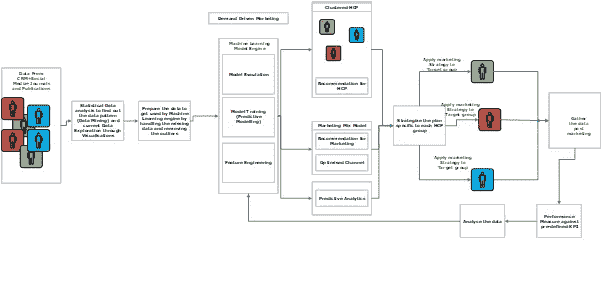 Demand Driven Marketing
Clustered HCP
Recommendation for
HCP
Data From
CRM+Social
Media+Journals
and Publications
Statistical Data
analysis to find out
the data pattern
(Data Mining) and
current Data
Exploration through
Visualisations
Prepare the data to
get used by Machine
Learning engine by
handling the missing
data and removing
the outliers
Machine Learning
Model Engine
Model Evaulation
Model Training
(Predictive
Modelling)
Feature Engineering
Marketing Mix Model
Recommendation for
Marketing
Optimised Channel
Predictive Analytics
Strategize the plan
specific to each HCP
group
Apply marketing
Strategy to
Target group
Apply marketing
Strategy to
Target group
Apply marketing
Strategy to
Target group
Gather
the data
post
marketing
Performance
Measure against
predefined KPI
Analyse the data